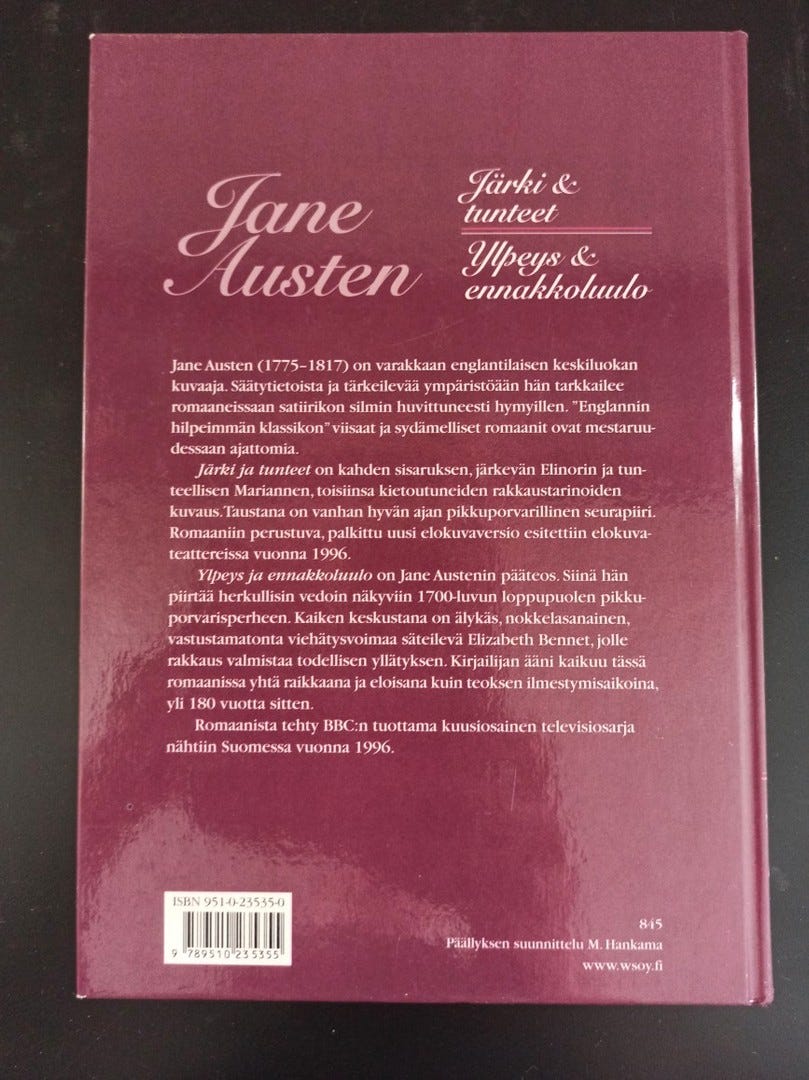 Jane
Austen
Järki &
tunteet
Ylpeys &
ennakkoluulo
Jane Austen (1775–1817) on varakkaan englantilaisen keskiluokan
kuvaaja. Säätytietoista ja tärkeilevää ympäristöään hän tarkkailee
romaaneissaan satiirikon silmin huvittuneesti hymyillen. "Englannin
hilpeimmän klassikon" viisaat ja sydämelliset romaanit ovat mestaruu-
dessaan ajattomia.
Järki ja tunteet on kahden sisaruksen, järkevän Elinorin ja tun-
teellisen Mariannen, toisiinsa kietoutuneiden rakkaustarinoiden
kuvaus. Taustana on vanhan hyvän ajan pikkuporvarillinen seurapiiri.
Romaaniin perustuva, palkittu uusi elokuvaversio esitettiin elokuva-
teattereissa vuonna 1996.
Ylpeys ja ennakkoluulo on Jane Austenin pääteos. Siinä hän
piirtää herkullisin vedoin näkyviin 1700-luvun loppupuolen pikku-
porvarisperheen. Kaiken keskustana on älykäs, nokkelasanainen,
vastustamatonta viehätysvoimaa säteilevä Elizabeth Bennet, jolle
rakkaus valmistaa todellisen yllätyksen. Kirjailijan ääni kaikuu tässä
romaanissa yhtä raikkaana ja eloisana kuin teoksen ilmestymisaikoina,
yli 180 vuotta sitten.
Romaanista tehty BBC:n tuottama kuusiosainen televisiosarja
nähtiin Suomessa vuonna 1996.
ISBN 951-0-23535-0
9 789510 235355
845
Päällyksen suunnittelu M. Hankama
www.wsoy.fi